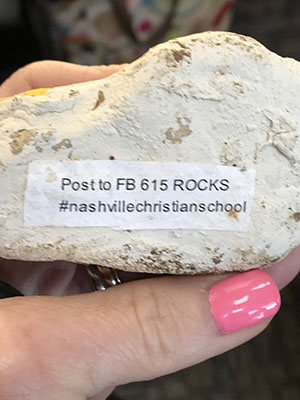 Post to FB 615 ROCKS
#nashvillechristianschool